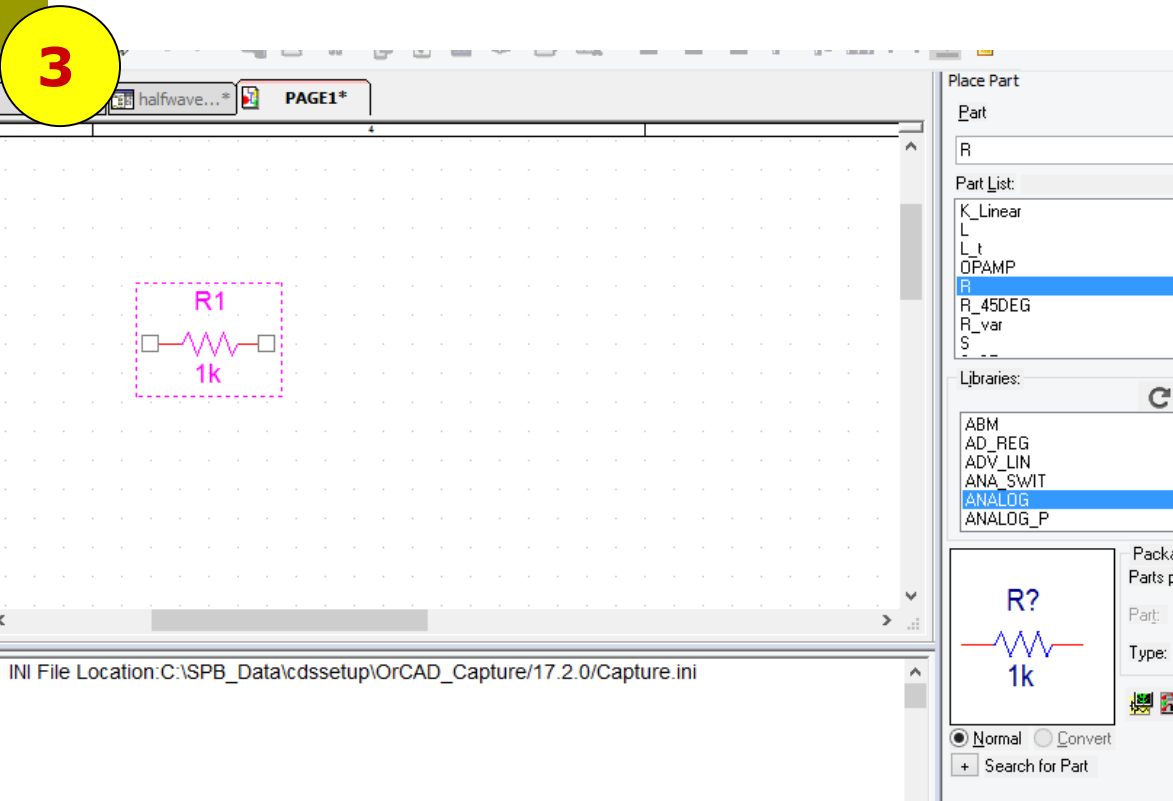 3
halfwave...*
PAGE1*
4
Place Part
Part
R
Part List:
K_Linear
L
L_t
OPAMP
R
R_45DEG
R_var
S
Libraries:
ABM
AD_REG
ADV_LIN
ANA_SWIT
ANALOG
ANALOG_P
R1
1k
R?
1k
Parts
Part:
Type:
Normal
Convert
+ Search for Part
INI File Location:C:\SPB_Data\cdssetup\OrCAD_Capture/17.2.0/Capture.ini